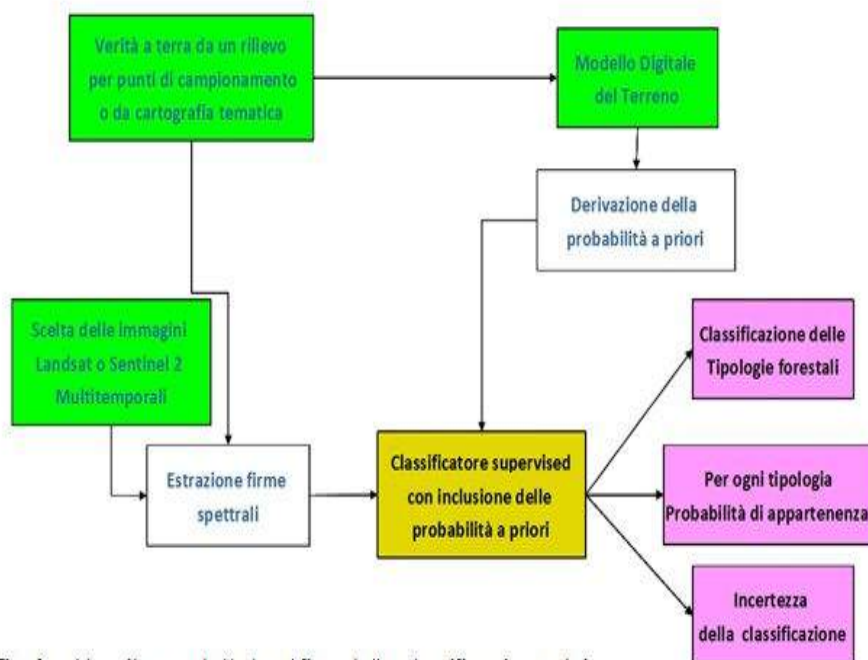 Verità a terra da un rilievo
per punti di campionamento
o da cartografia tematica
Modello Digitale
del Terreno
Derivazione della
probabilità a priori
Scelta delle immagini
Landsat o Sentinel 2
Multitemporali
Estrazione firme
spettrali
Classificatore supervised
con inclusione delle
probabilità a priori
Classificazione delle
Tipologie forestali
Per ogni tipologia
Probabilità di appartenenza
Incertezza
della classificazione